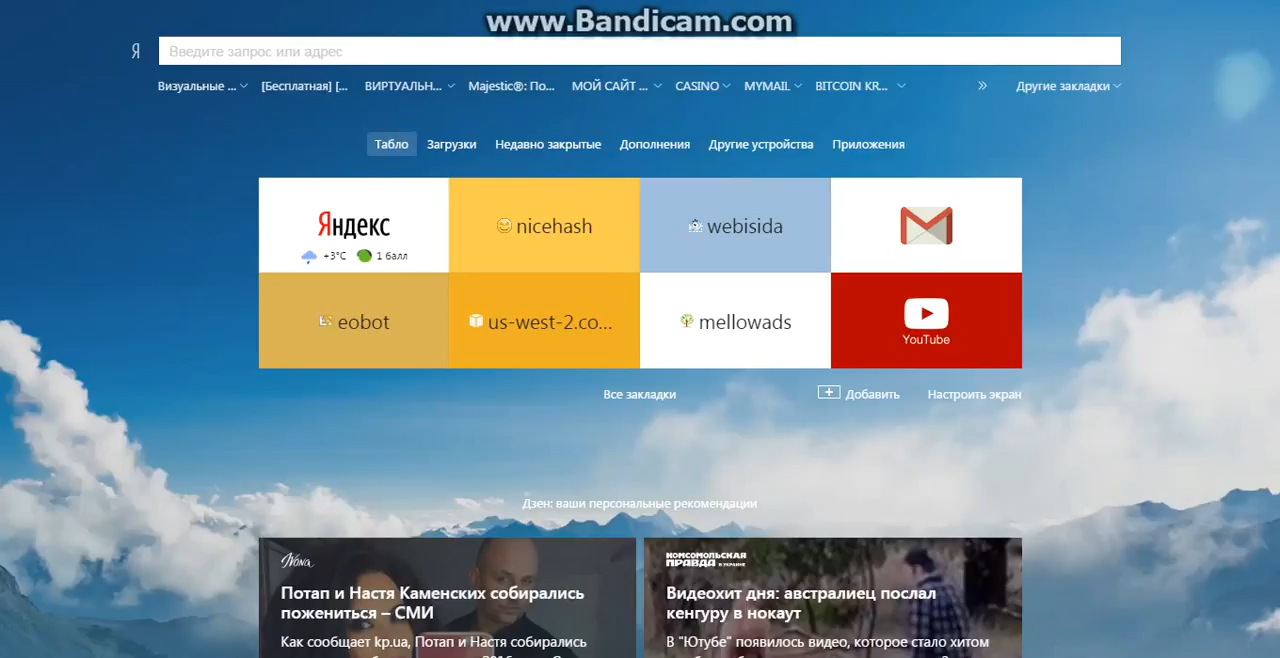 www.Bandicam.com
Я Введите запрос или адрес
Визуальные ... [Бесплатная] [... ВИРТУАЛЬН... Majestic®: По... МОЙ САЙТ ... CASINO MYMAIL BITCOIN KR... » Другие закладки
Табло Загрузки Недавно закрытые Дополнения Другие устройства Приложения
Яндекс
+3°C 1 балл
nicehash
webisida
eobot
us-west-2.co...
mellowads
YouTube
Все закладки Добавить Настроить экран
Дзен: ваши персональные рекомендации
Wona
Потап и Настя Каменских собирались
пожениться – СМИ
Как сообщает kp.ua, Потап и Настя собирались
КОМСОМОЛЬСКАЯ
ПРАВДА В УКРАИНЕ
Видеохит дня: австралиец послал
кенгуру в нокаут
В "Ютубе" появилось видео, которое стало хитом